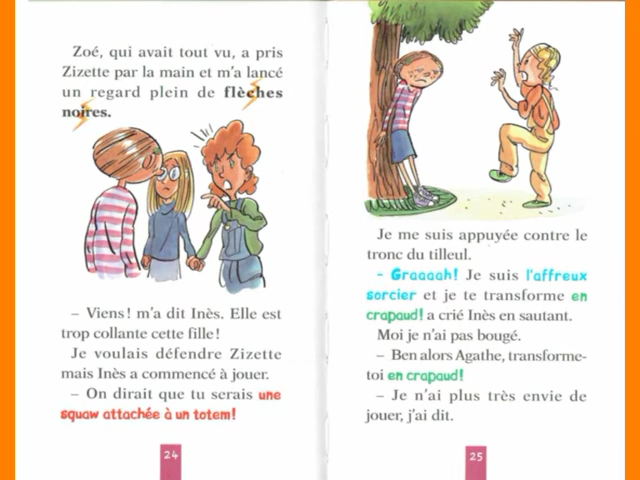 Zoé, qui avait tout vu, a pris
Zizette par la main et m'a lancé
un regard plein de flèches
noires.
– Viens ! m'a dit Inès. Elle est
trop collante cette fille !
Je voulais défendre Zizette
mais Inès a commencé à jouer.
– On dirait que tu serais une
squaw attachée à un totem !
24
Je me suis appuyée contre le
tronc du tilleul.
– Graaaah ! Je suis l'affreux
sorcier et je te transforme en
crapaud ! a crié Inès en sautant.
Moi je n'ai pas bougé.
– Ben alors Agathe, transforme-
toi en crapaud !
– Je n'ai plus très envie de
jouer, j'ai dit.
25